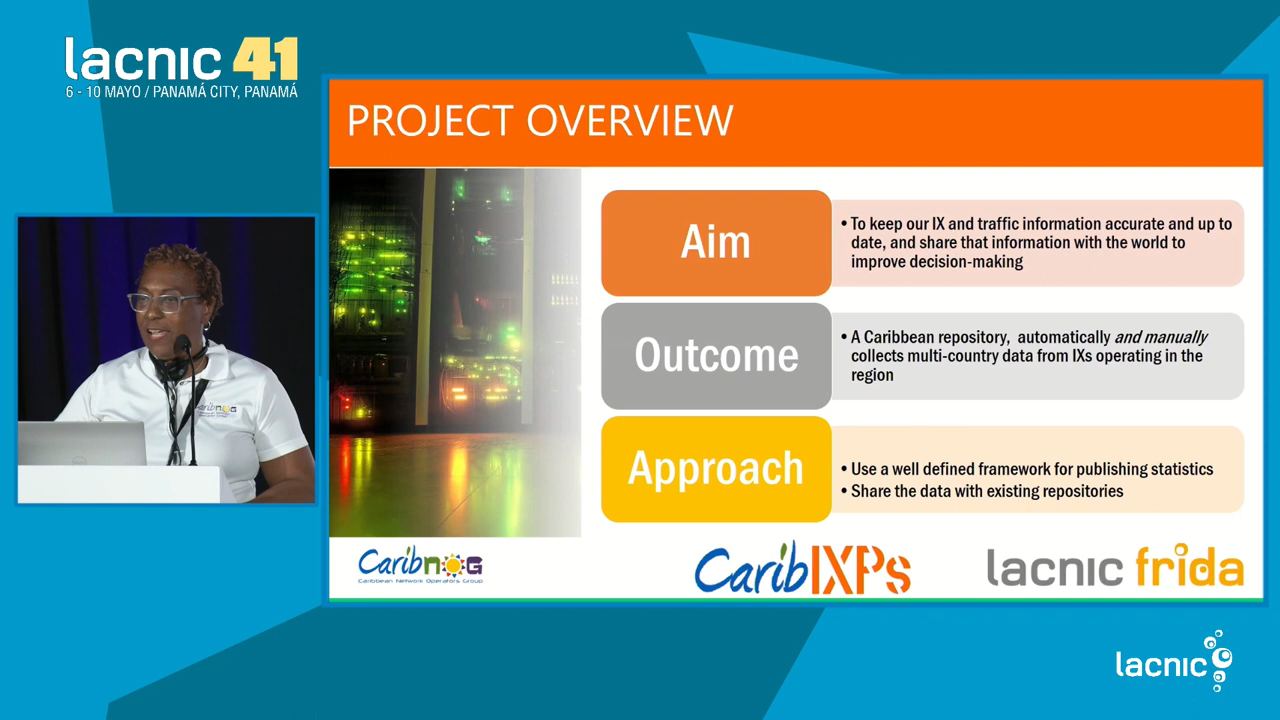 lacnic 41
6 - 10 MAYO / PANAMÁ CITY, PANAMÁ
PROJECT OVERVIEW
Aim
• To keep our IX and traffic information accurate and up to
date, and share that information with the world to
improve decision-making
Outcome
• A Caribbean repository, automatically and manually
collects multi-country data from IXs operating in the
region
Approach
• Use a well defined framework for publishing statistics
• Share the data with existing repositories
Caribnog
CaribNOG
Caribbean Network Operators Group
CaribIXPs
lacnic frida
lacnic